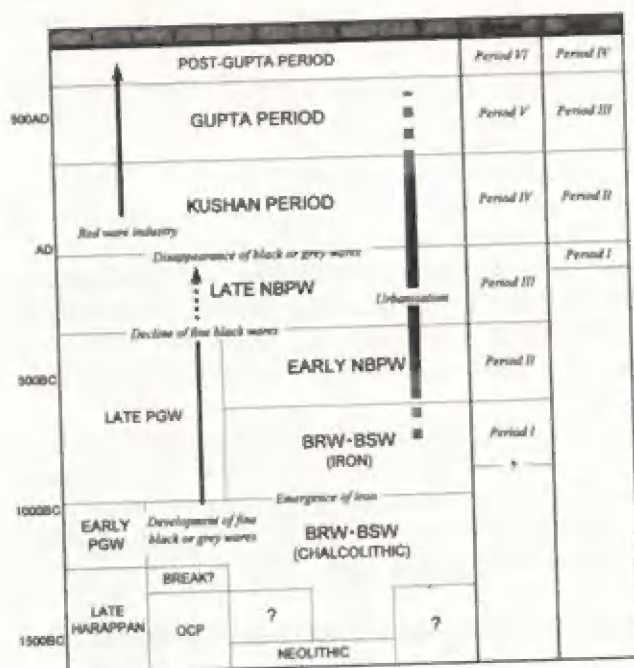 POST-GUPTA PERIOD
Period VI
Period IV
500AD
GUPTA PERIOD
Period V
Period III
KUSHAN PERIOD
Period IV
Period II
Red ware industry
AD
Disappearance of black or grey wares
Period I
LATE NBPW
Urbanisation
Period III
Decline of fine black wares
500BC
EARLY NBPW
Period II
LATE PGW
BRW·BSW
(IRON)
Period I
?
1000BC
Emergence of iron
EARLY
PGW
Development of fine
black or grey wares
BRW·BSW
(CHALCOLITHIC)
BREAK?
LATE
HARAPPAN
OCP
?
?
1500BC
NEOLITHIC